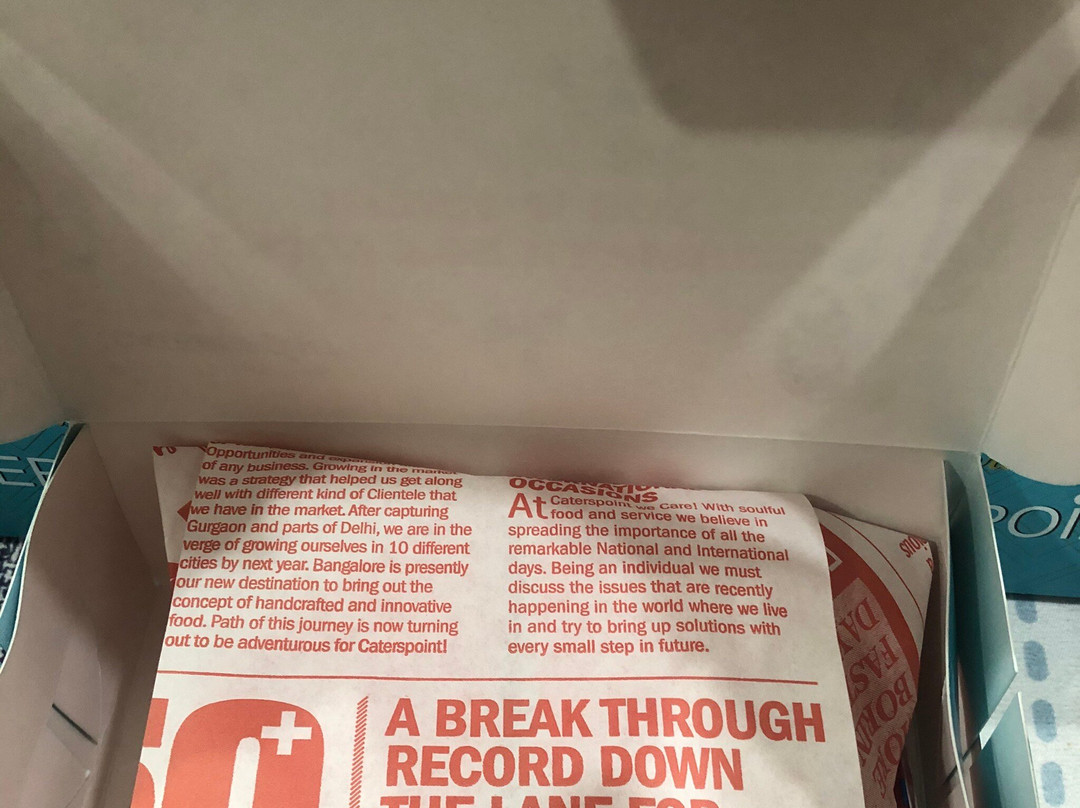 Opportunities and
of any business. Growing in the market
was a strategy that helped us get along
well with different kind of Clientele that
we have in the market. After capturing
Gurgaon and parts of Delhi, we are in the
verge of growing ourselves in 10 different
cities by next year. Bangalore is presently
our new destination to bring out the
concept of handcrafted and innovative
food. Path of this journey is now turning
out to be adventurous for Caterspoint!
OCCASIONS
At Caterspoint we Care! With soulful
food and service we believe in
spreading the importance of all the
remarkable National and International
days. Being an individual we must
discuss the issues that are recently
happening in the world where we live
in and try to bring up solutions with
every small step in future.
50+
A BREAK THROUGH
RECORD DOWN
THE LANE FOR